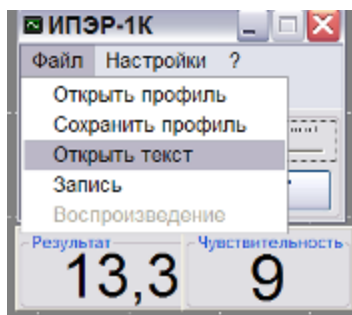 ИПЭР-1К
Файл Настройки ?
Открыть профиль
Сохранить профиль
Открыть текст
Запись
Воспроизведение
Результат Чувствительность
13,3 9